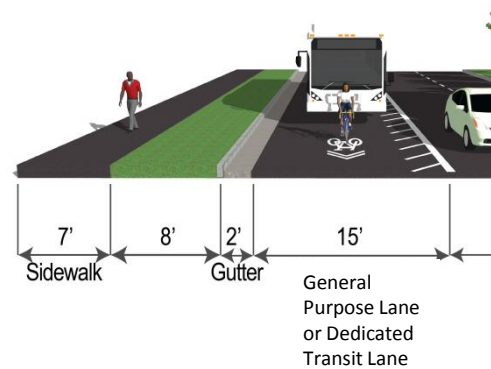 7’ 8’ 2’ 15’
Sidewalk Gutter
General
Purpose Lane
or Dedicated
Transit Lane